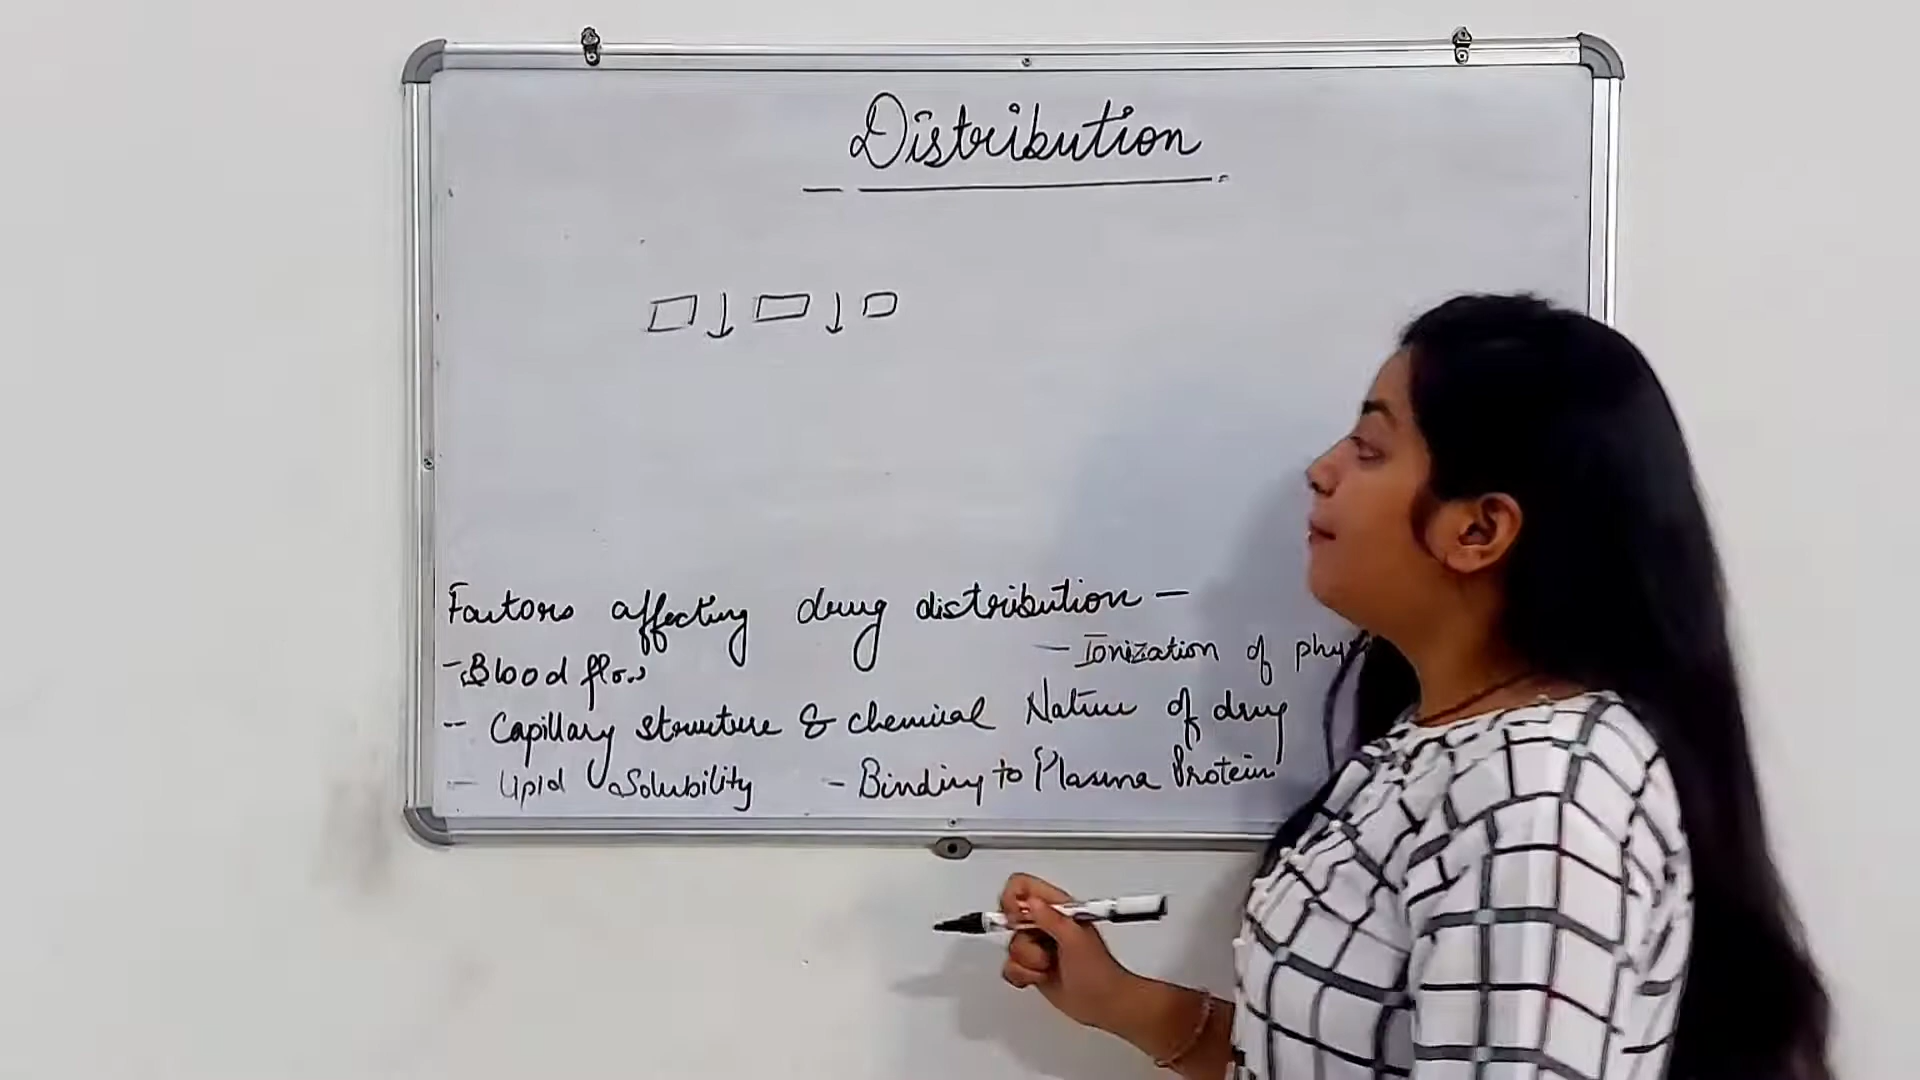 Distribution
Factors affecting drug distribution -
- Blood flow
- Ionization of
- Capillary structure & chemical Nature of drug
- Lipid Solubility - Binding to Plasma Protein